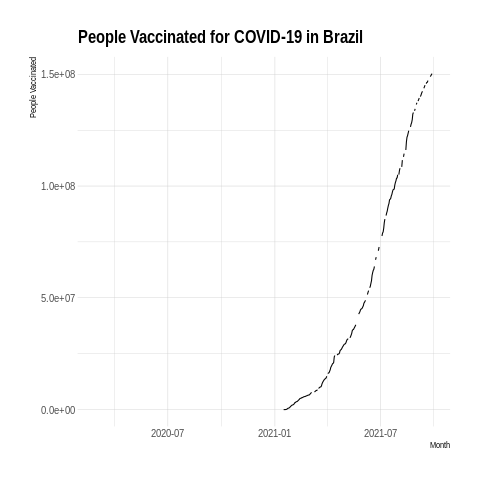 People Vaccinated for COVID-19 in Brazil
People Vaccinated
1.5e+08
1.0e+08
5.0e+07
0.0e+00
2020-07
2021-01
2021-07
Month